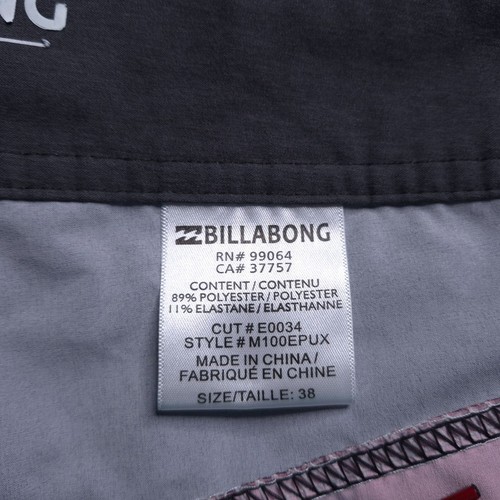 NG
BILLABONG
RN# 99064
CA# 37757
CONTENT / CONTENU
89% POLYESTER / POLYESTER
11% ELASTANE / ELASTHANNE
CUT # E0034
STYLE # M100EPUX
MADE IN CHINA /
FABRIQUÉ EN CHINE
SIZE/TAILLE: 38